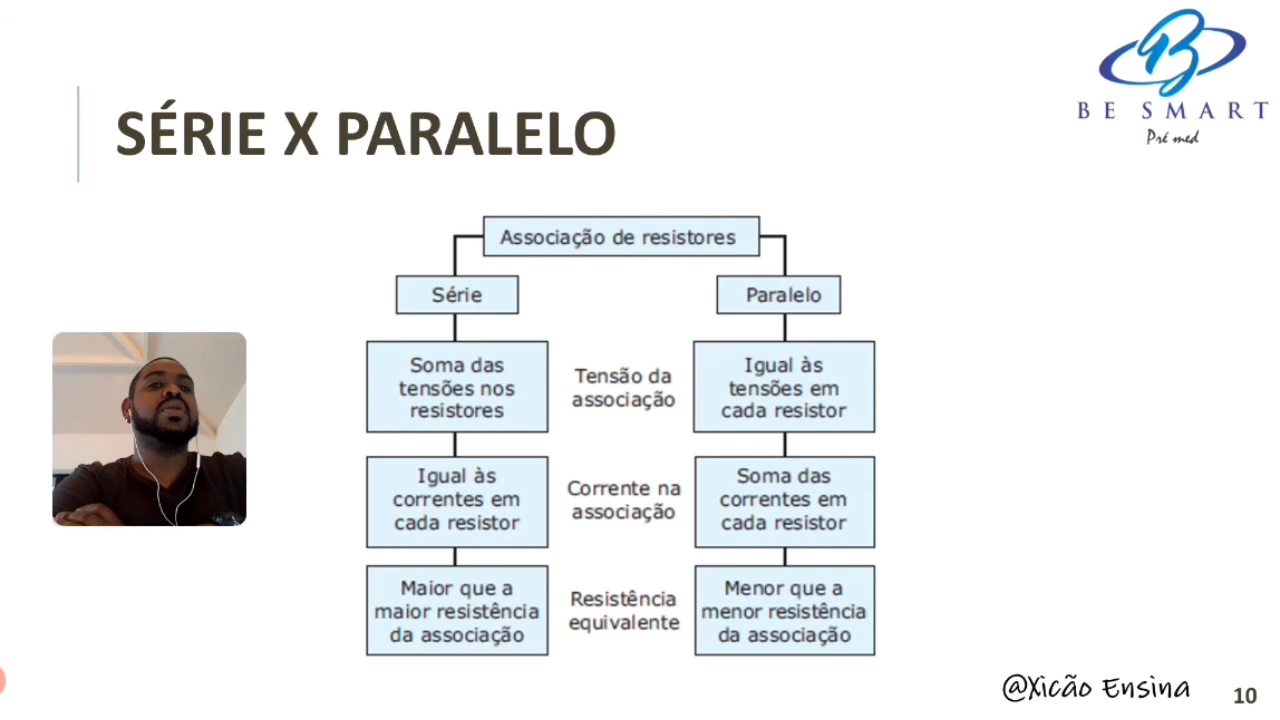 BE SMART
Pré med
SÉRIE X PARALELO
Associação de resistores
Série
Paralelo
Soma das
tensões nos
resistores
Tensão da
associação
Igual às
tensões em
cada resistor
Igual às
correntes em
cada resistor
Corrente na
associação
Soma das
correntes em
cada resistor
Maior que a
maior resistência
da associação
Resistência
equivalente
Menor que a
menor resistência
da associação
@Xicão Ensina
10